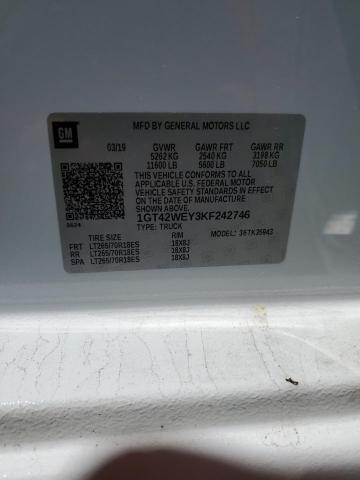 GM
MFD BY GENERAL MOTORS LLC
03/19 GVWR GAWR FRT GAWR RR
5262 KG 2540 KG 3198 KG
11600 LB 5600 LB 7050 LB
THIS VEHICLE CONFORMS TO ALL
APPLICABLE U.S. FEDERAL MOTOR
VEHICLE SAFETY STANDARDS IN
EFFECT ON THE DATE OF MANUFACTURE
SHOWN ABOVE.
1GT42WEY3KF242746
TYPE: TRUCK
TIRE SIZE RIM MODEL:
FRT LT265/70R18ES 18X8J
RR LT265/70R18ES 18X8J
SPA LT265/70R18ES 18X8J